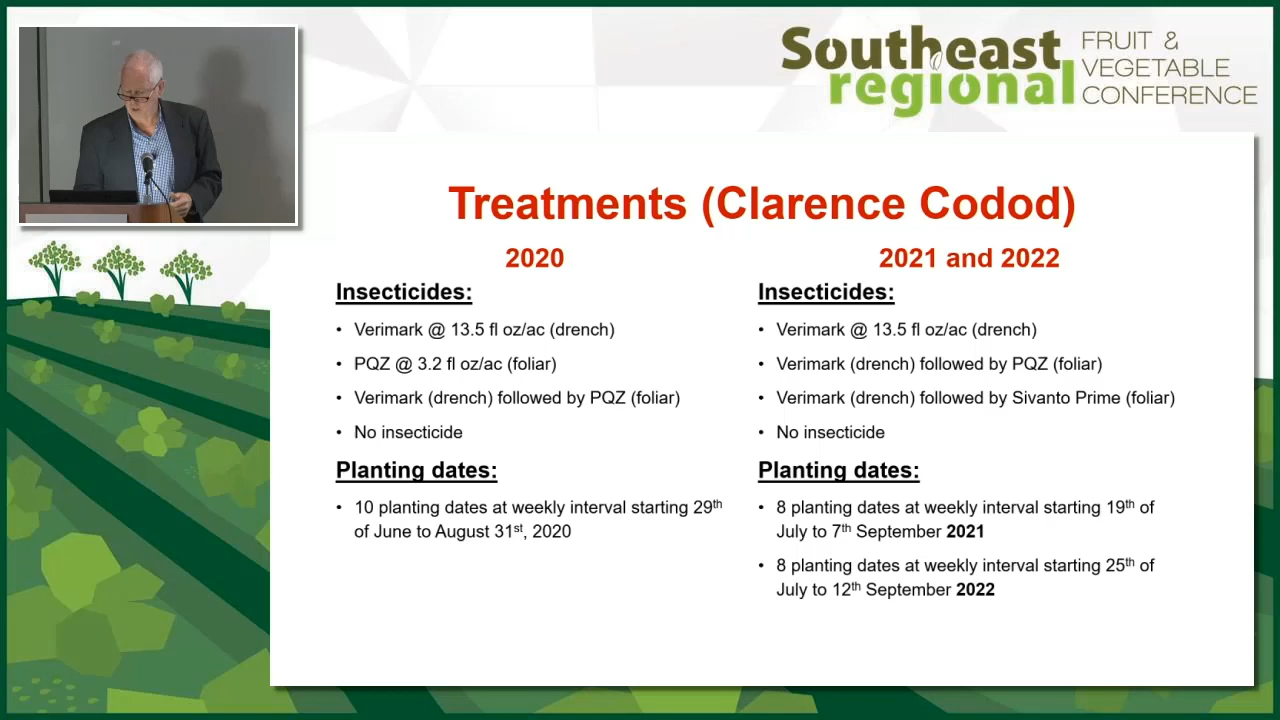 Southeast
regional
FRUIT &
VEGETABLE
CONFERENCE
Treatments (Clarence Codod)
2020
Insecticides:
• Verimark @ 13.5 fl oz/ac (drench)
• PQZ @ 3.2 fl oz/ac (foliar)
• Verimark (drench) followed by PQZ (foliar)
• No insecticide
Planting dates:
• 10 planting dates at weekly interval starting 29th
of June to August 31st, 2020
2021 and 2022
Insecticides:
• Verimark @ 13.5 fl oz/ac (drench)
• Verimark (drench) followed by PQZ (foliar)
• Verimark (drench) followed by Sivanto Prime (foliar)
• No insecticide
Planting dates:
• 8 planting dates at weekly interval starting 19th of
July to 7th September 2021
• 8 planting dates at weekly interval starting 25th of
July to 12th September 2022